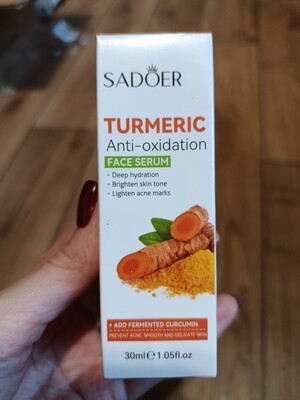 SADOER
TURMERIC
Anti-oxidation
FACE SERUM
· Deep hydration
· Brighten skin tone
· Lighten acne marks
+ ADD FERMENTED CURCUMIN
PREVENT ACNE, SMOOTH AND DELICATE SKIN
30ml℮1.05fl.oz